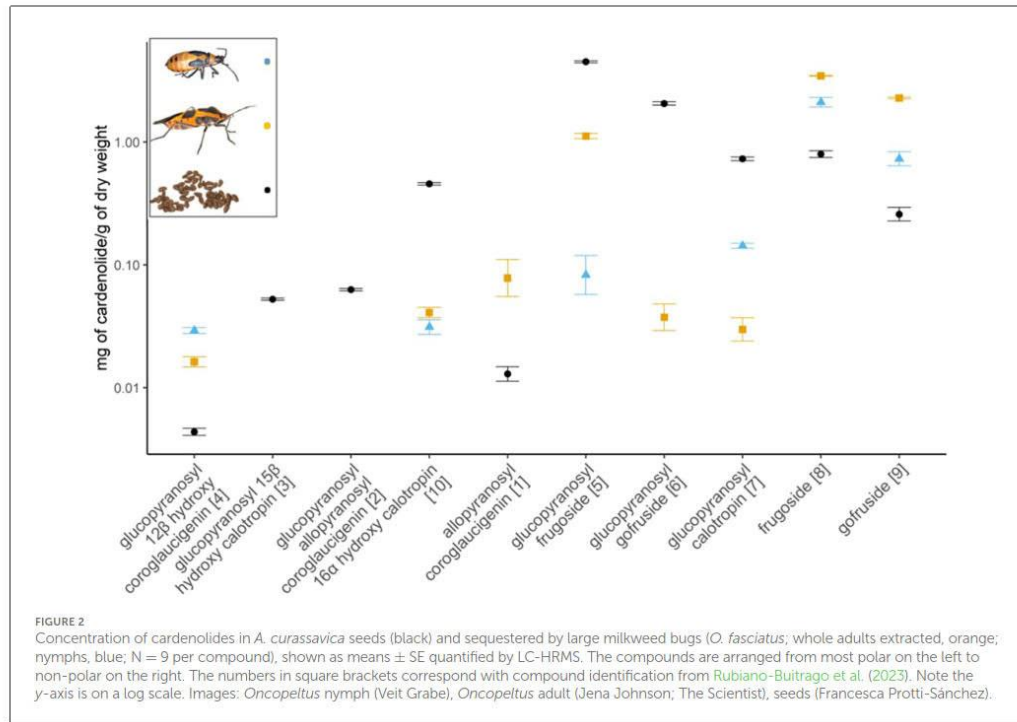 mg of cardenolide/g of dry weight
1.00
0.10
0.01
glucopyranosyl
12β hydroxy
coroglaucigenin [4]
glucopyranosyl 15β
hydroxy calotropin [3]
glucopyranosyl
allopyranosyl
coroglaucigenin [2]
16α hydroxy calotropin
[10]
allopyranosyl
coroglaucigenin [1]
glucopyranosyl
frugoside [5]
glucopyranosyl
gofruside [6]
glucopyranosyl
calotropin [7]
frugoside [8]
gofruside [9]
FIGURE 2
Concentration of cardenolides in A. curassavica seeds (black) and sequestered by large milkweed bugs (O. fasciatus; whole adults extracted, orange;
nymphs, blue; N = 9 per compound), shown as means ± SE quantified by LC-HRMS. The compounds are arranged from most polar on the left to
non-polar on the right. The numbers in square brackets correspond with compound identification from Rubiano-Buitrago et al. (2023). Note the
y-axis is on a log scale. Images: Oncopeltus nymph (Veit Grabe), Oncopeltus adult (Jena Johnson; The Scientist), seeds (Francesca Protti-Sánchez).